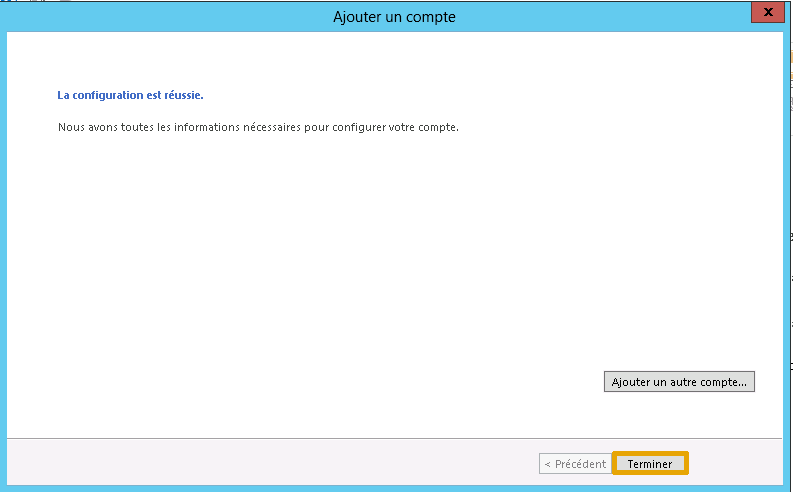 Ajouter un compte
x
La configuration est réussie.
Nous avons toutes les informations nécessaires pour configurer votre compte.
Ajouter un autre compte...
< Précédent
Terminer